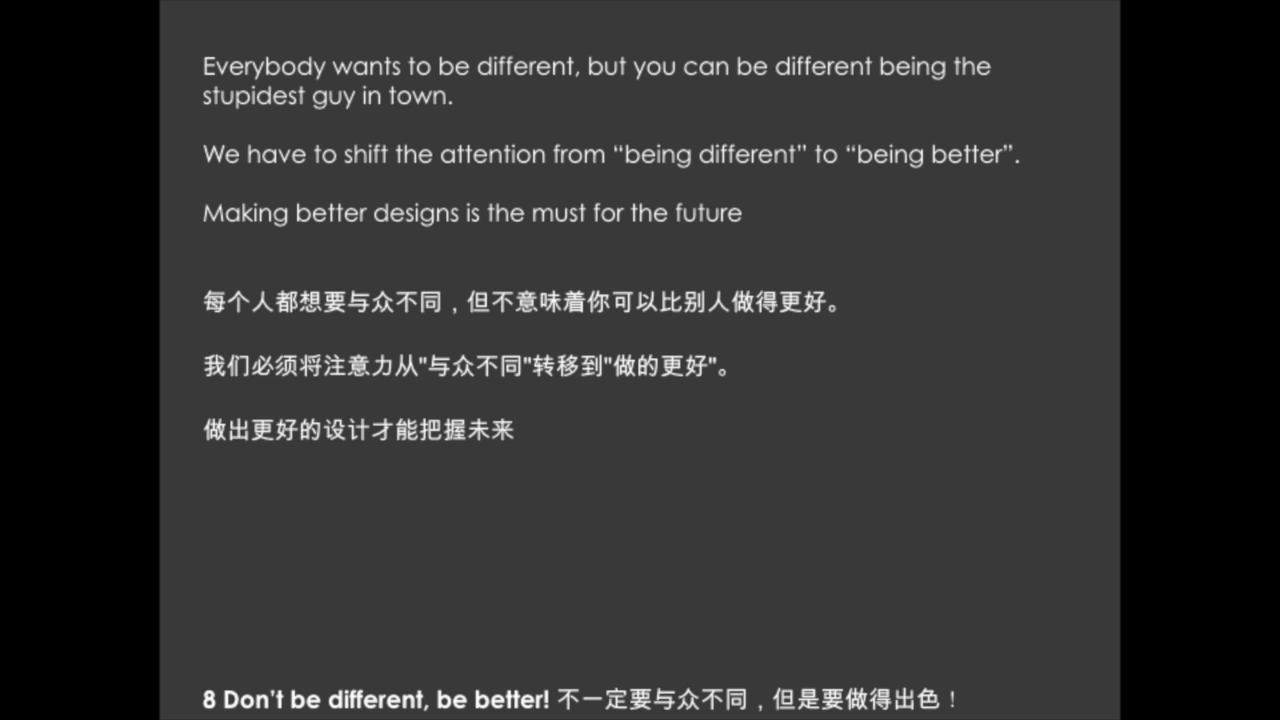 Everybody wants to be different, but you can be different being the
stupidest guy in town.
We have to shift the attention from “being different” to “being better”.
Making better designs is the must for the future
每个人都想要与众不同，但不意味着你可以比别人做得更好。
我们必须将注意力从"与众不同"转移到"做的更好"。
做出更好的设计才能把握未来
8 Don’t be different, be better! 不一定要与众不同，但是要做得出色！